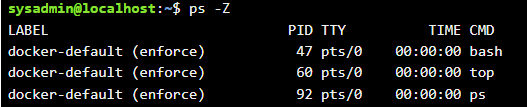 sysadmin@localhost:~$ ps -Z
LABEL                             PID TTY          TIME CMD
docker-default (enforce)           47 pts/0    00:00:00 bash
docker-default (enforce)           60 pts/0    00:00:00 top
docker-default (enforce)           92 pts/0    00:00:00 ps